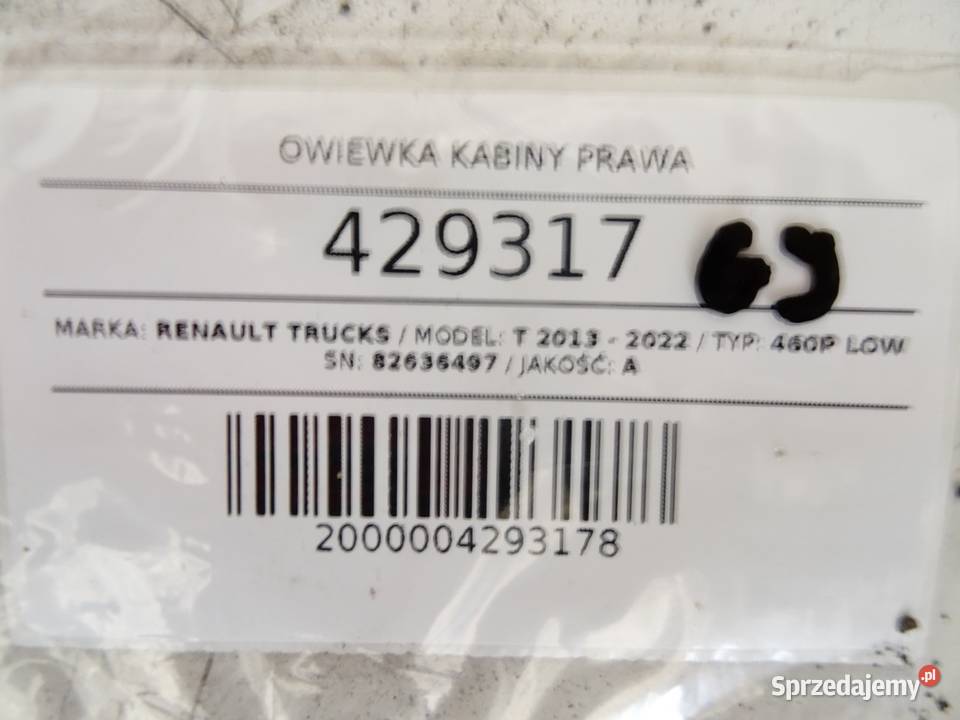 OWIEWKA KABINY PRAWA
429317 GJ
MARKA: RENAULT TRUCKS / MODEL: T 2013 - 2022 / TYP: 460P LOW
SN: 82636497 / JAKOŚĆ: A
2000004293178
Sprzedajemy.pl